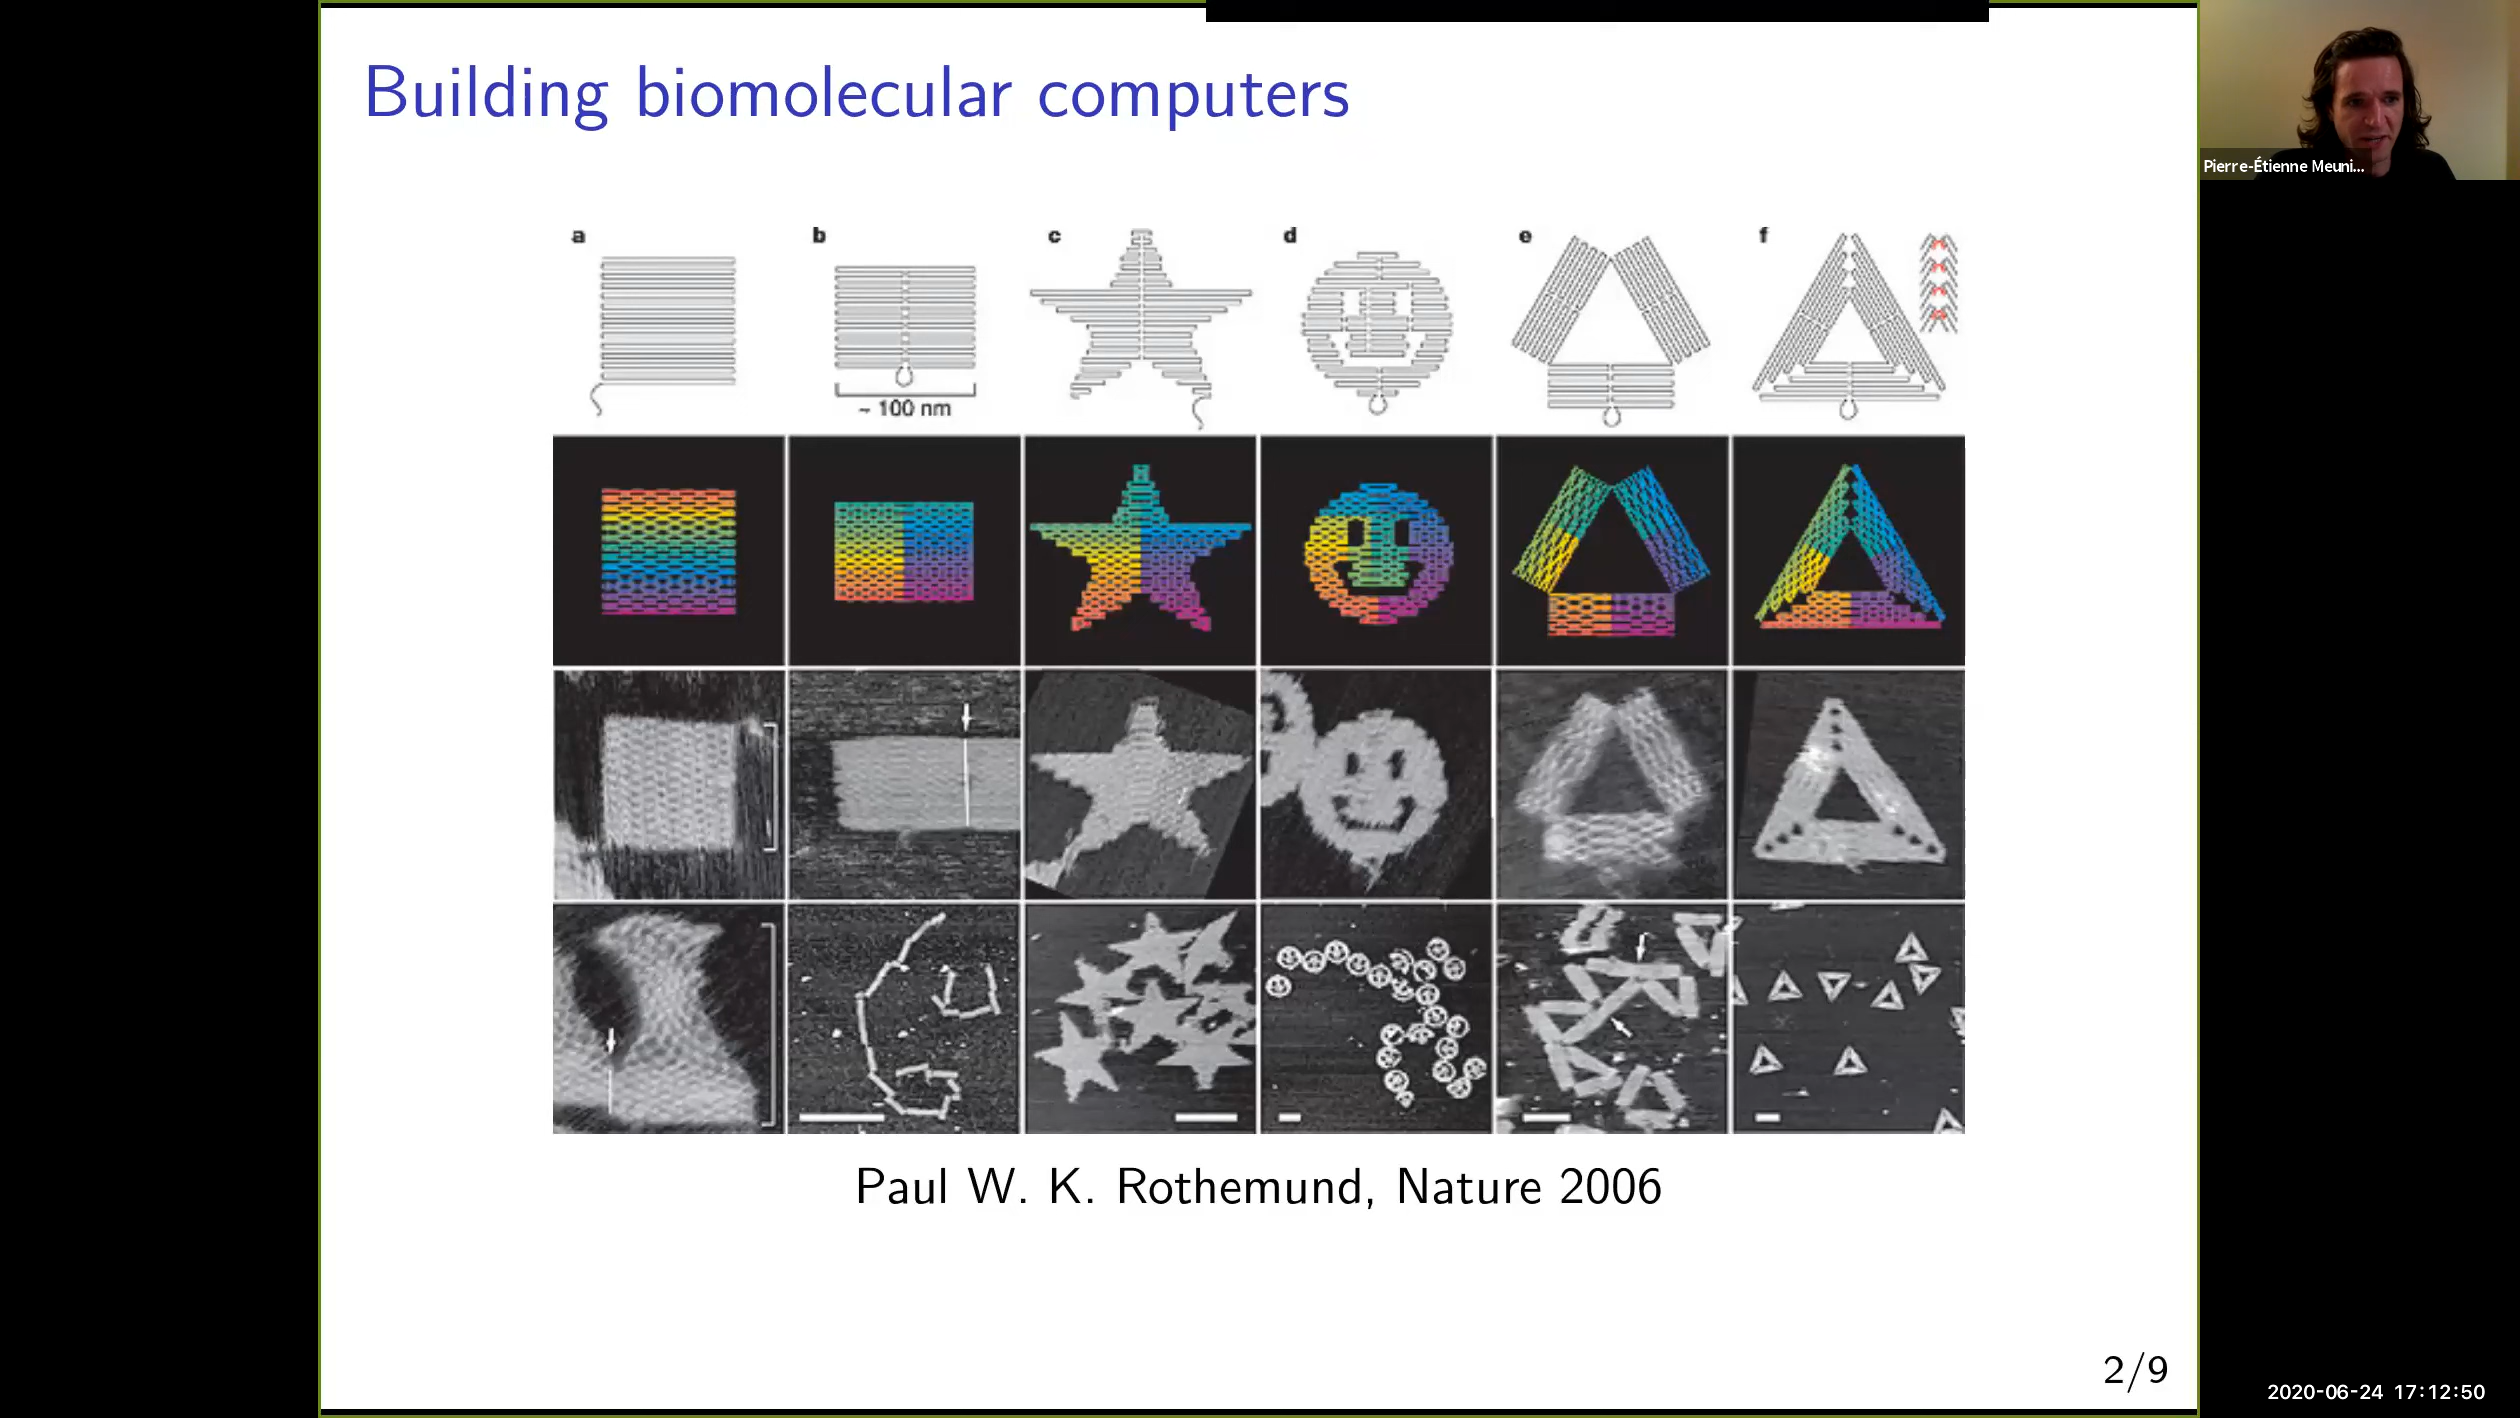 Building biomolecular computers
Pierre-Étienne Meuni...
a b c d e f
~ 100 nm
Paul W. K. Rothemund, Nature 2006
2/9
2020-06-24 17:12:50